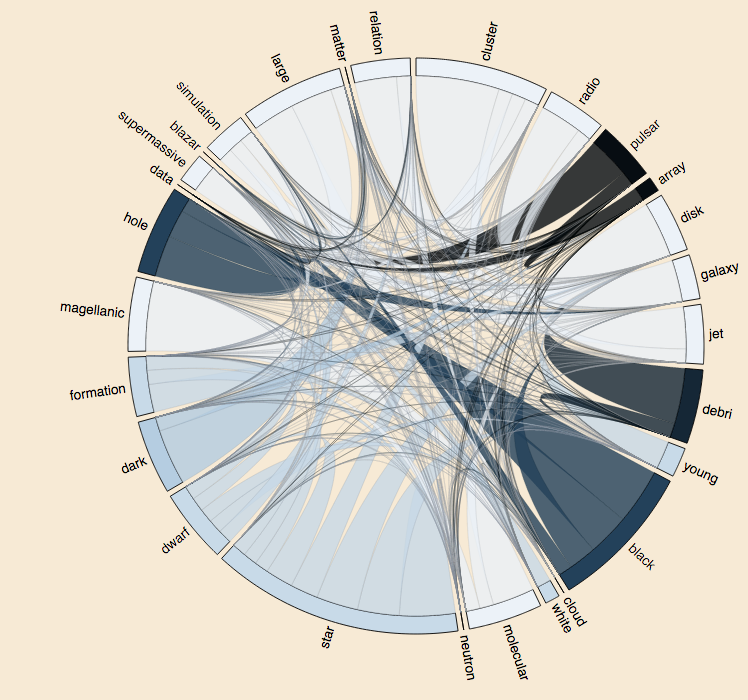 cluster
radio
pulsar
array
disk
galaxy
jet
debri
young
black
cloud
white
molecular
neutron
star
dwarf
dark
formation
magellanic
hole
data
supermassive
blazar
simulation
large
matter
relation